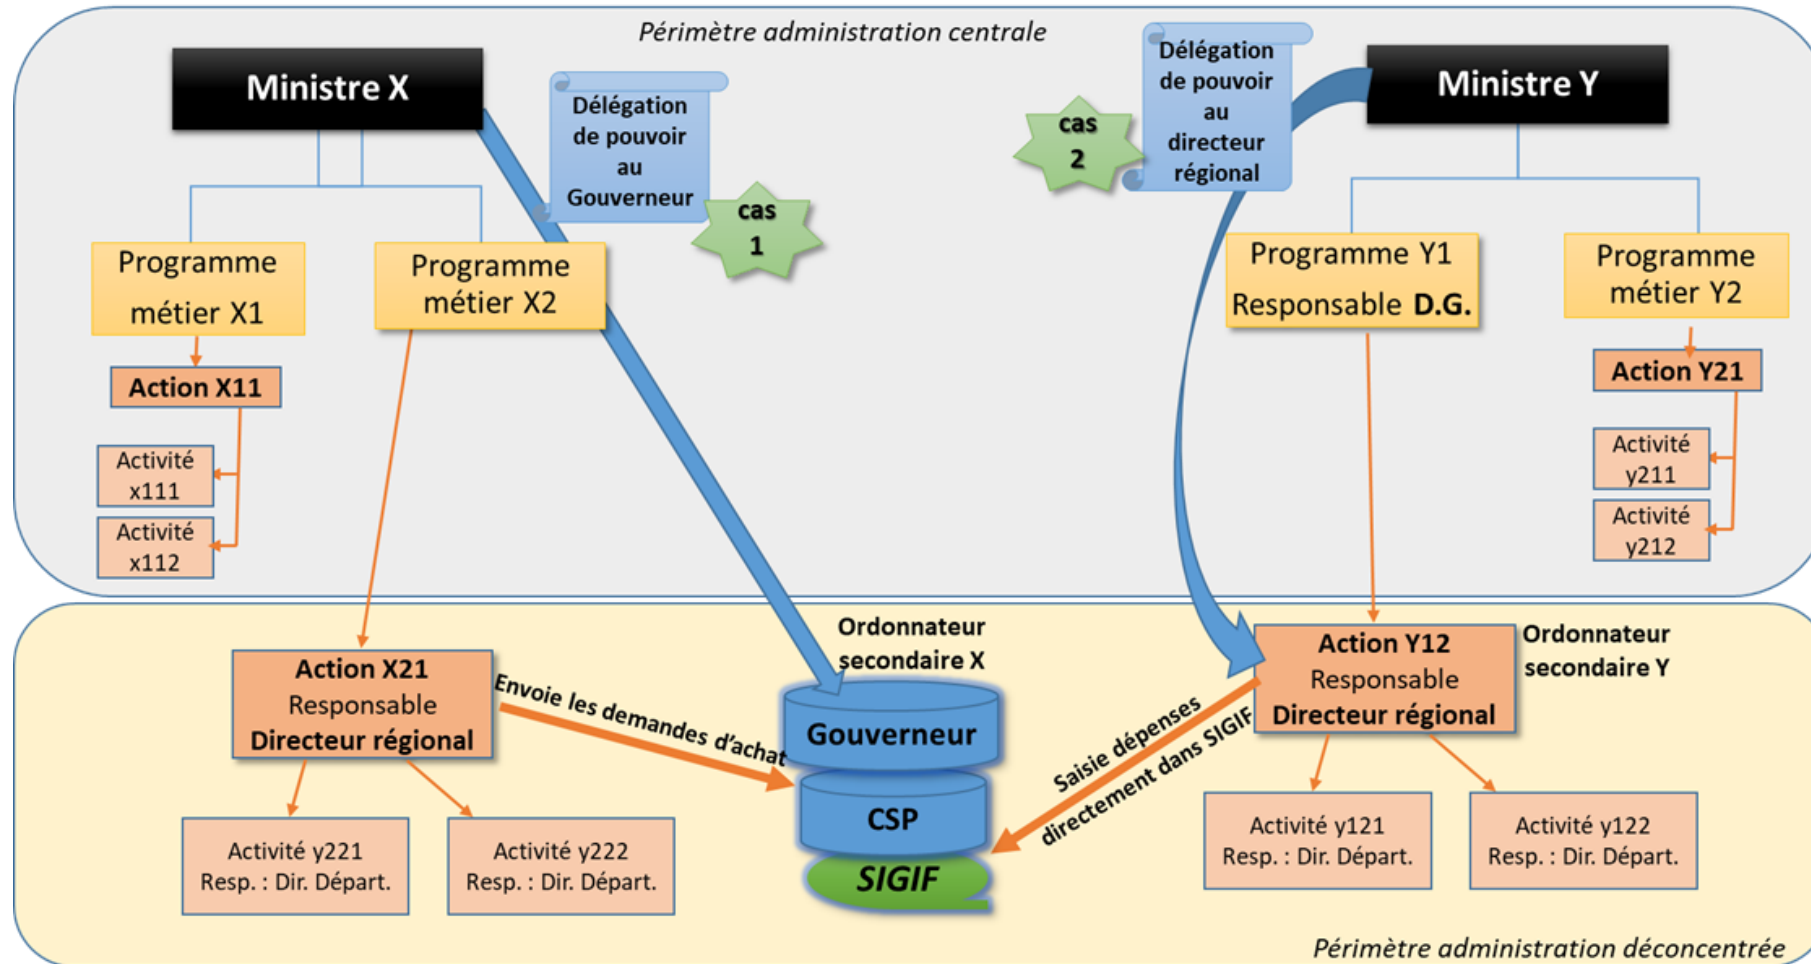 Périmètre administration centrale
Ministre X
Délégation
de pouvoir
au
Gouverneur
cas
1
cas
2
Délégation
de pouvoir
au
directeur
régional
Ministre Y
Programme
métier X1
Programme
métier X2
Programme Y1
Responsable D.G.
Programme
métier Y2
Action X11
Activité
x111
Activité
x112
Action Y21
Activité
y211
Activité
y212
Action X21
Responsable
Directeur régional
Envoie les demandes d'achat
Ordonnateur
secondaire X
Gouverneur
CSP
SIGIF
Saisie dépenses
directement dans SIGIF
Action Y12
Responsable
Directeur régional
Ordonnateur
secondaire Y
Activité y221
Resp. : Dir. Départ.
Activité y222
Resp. : Dir. Départ.
Activité y121
Resp. : Dir. Départ.
Activité y122
Resp. : Dir. Départ.
Périmètre administration déconcentrée